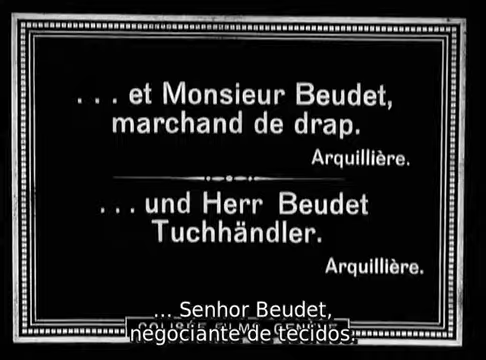 . . . et Monsieur Beudet,
marchand de drap.
Arquillière.
. . . und Herr Beudet
Tuchhändler.
Arquillière.
... Senhor Beudet,
negociante de tecidos.